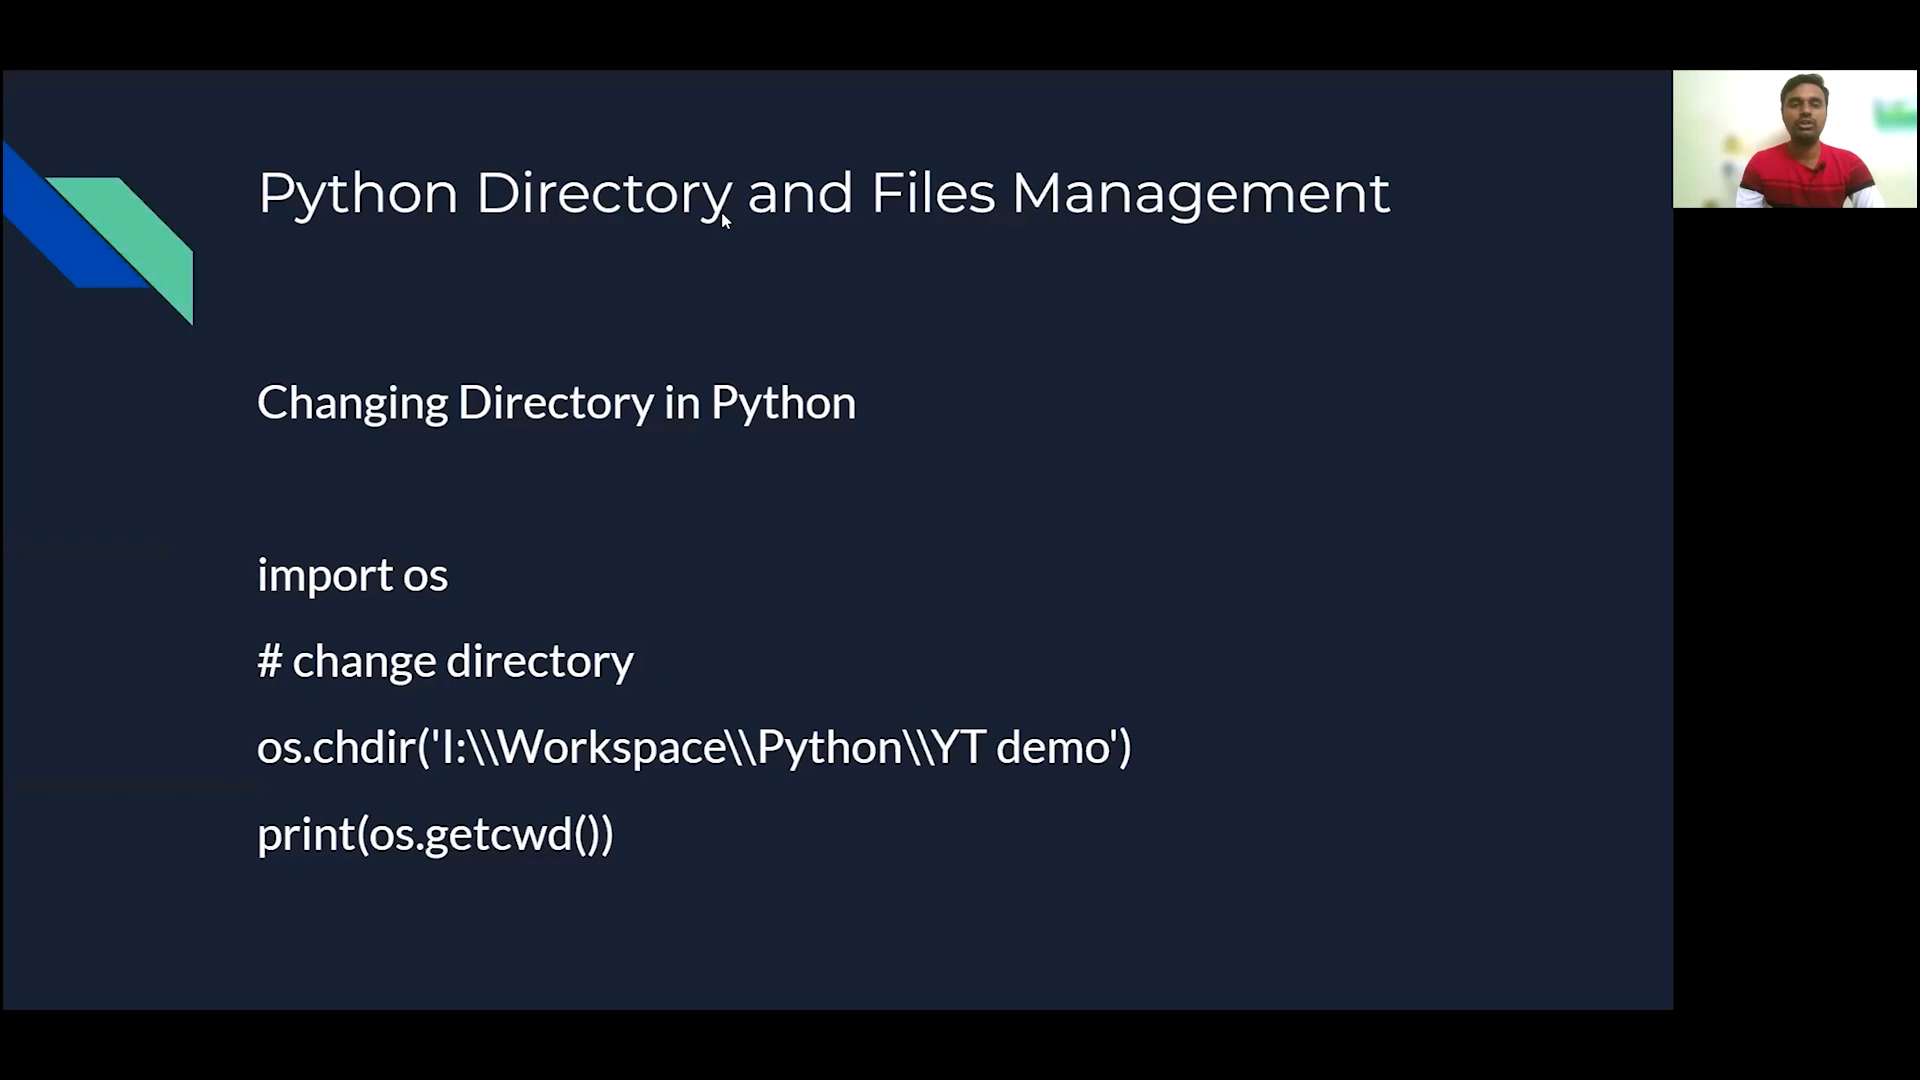 Python Directory and Files Management
Changing Directory in Python
import os
# change directory
os.chdir('I:\\Workspace\\Python\\YT demo')
print(os.getcwd())